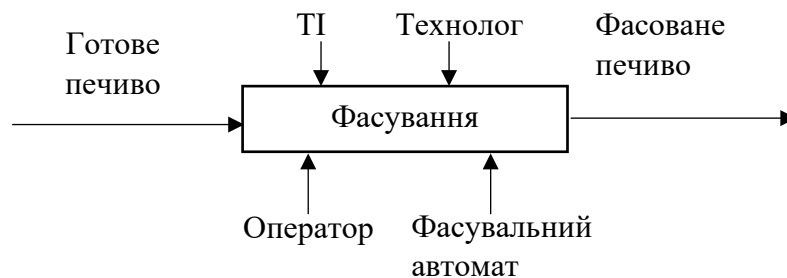 Готове
печиво
ТІ
Технолог
Фасоване
печиво
Фасування
Оператор
Фасувальний
автомат